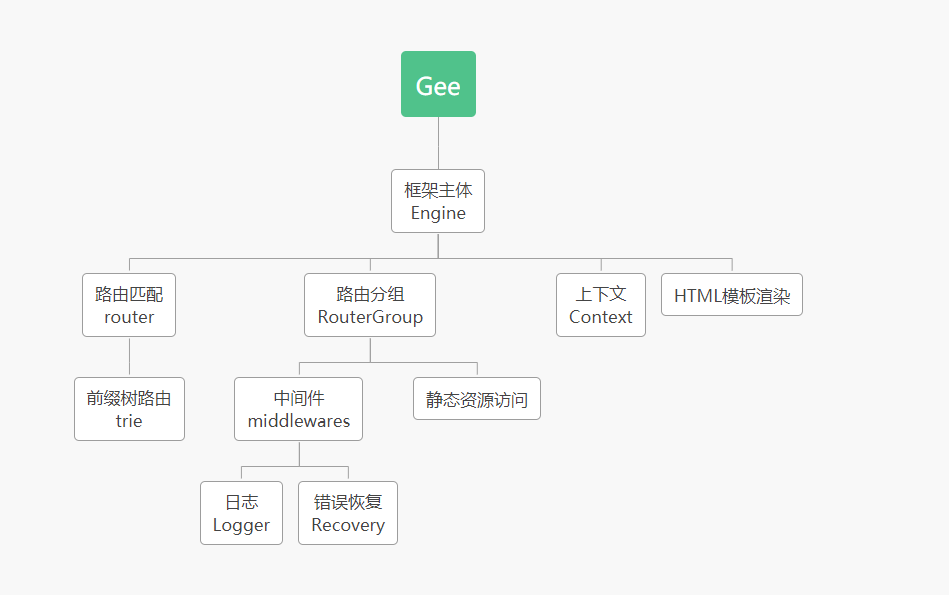 Gee
框架主体
Engine
路由匹配
router
路由分组
RouterGroup
上下文
Context
HTML模板渲染
前缀树路由
trie
中间件
middlewares
静态资源访问
日志
Logger
错误恢复
Recovery